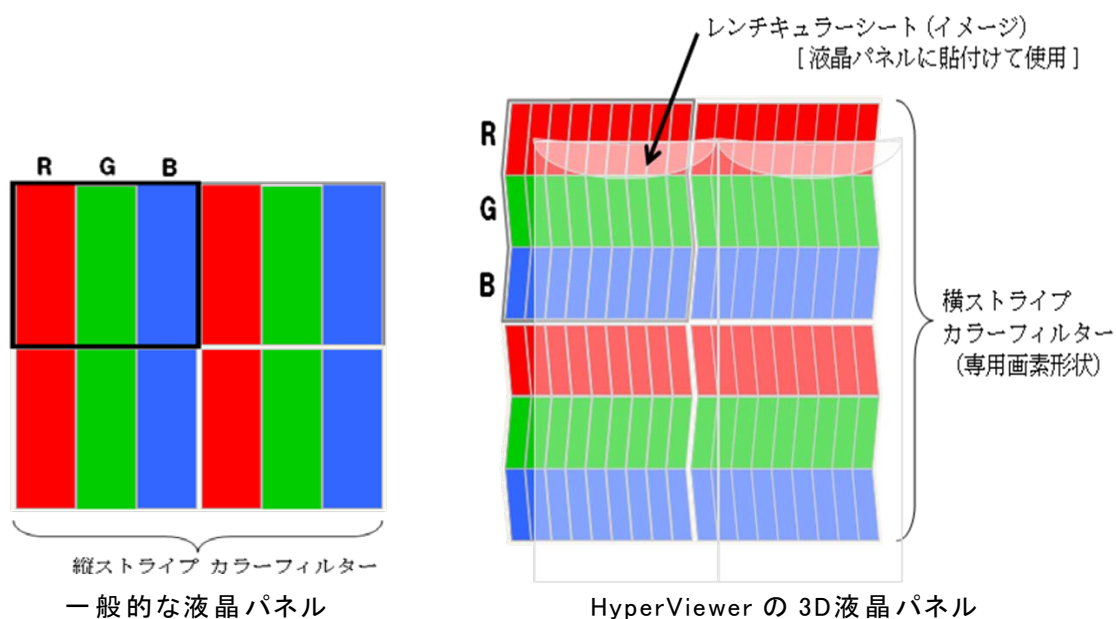 レンチキュラーシート(イメージ)
[液晶パネルに貼付けて使用]
R G B
縦ストライプ カラーフィルター
一般的な液晶パネル
R
G
B
横ストライプ
カラーフィルター
(専用画素形状)
HyperViewer の 3D液晶パネル